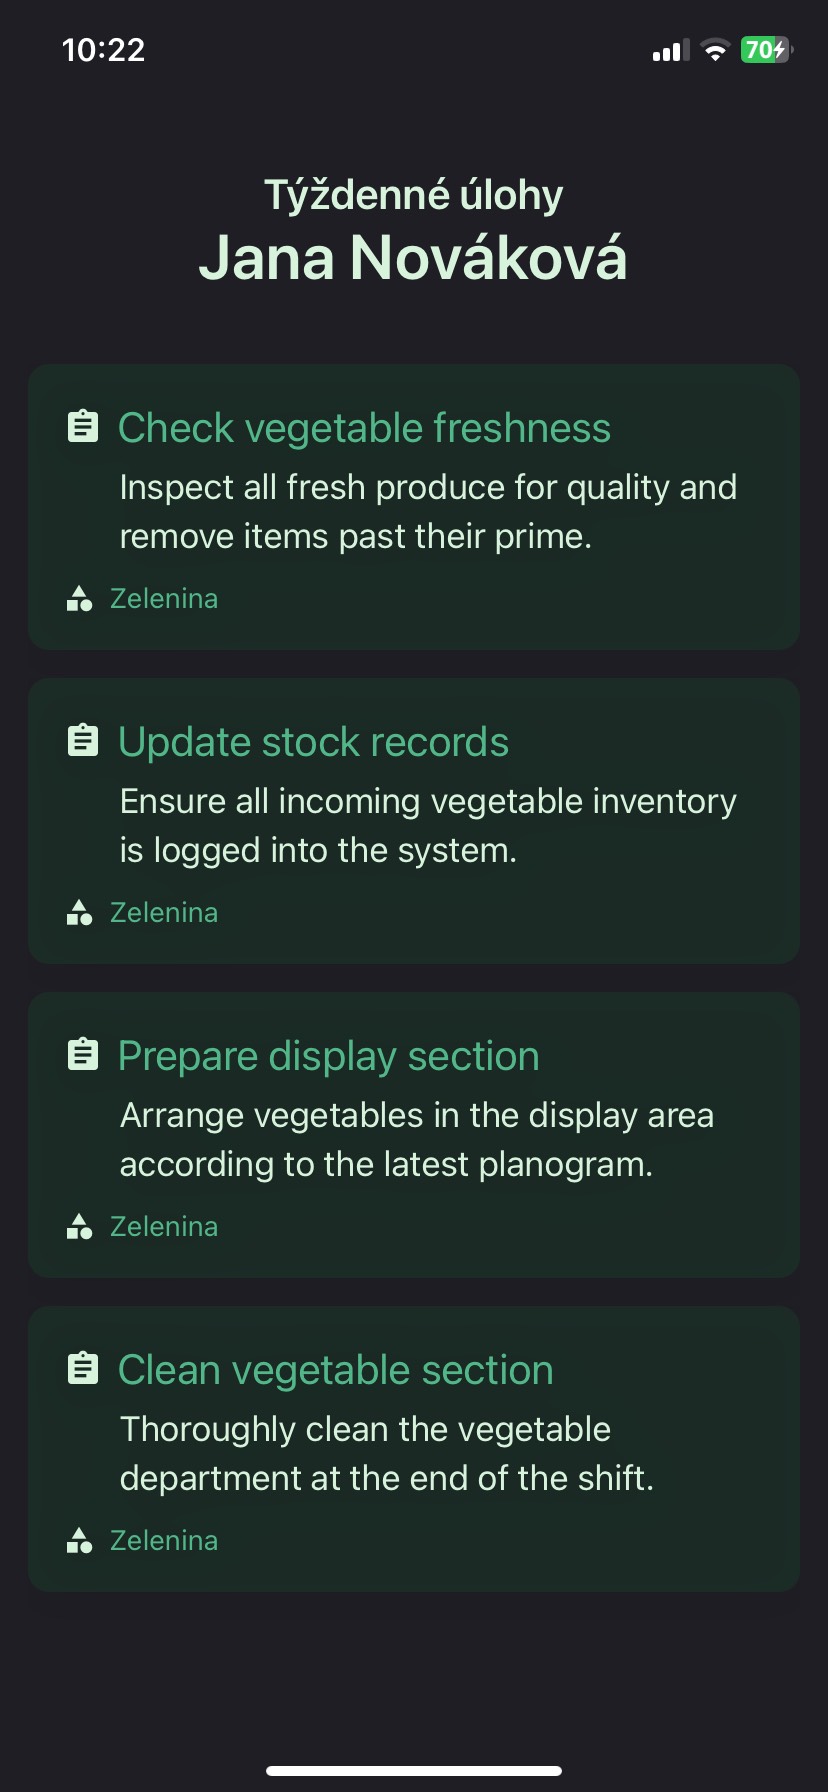 10:22
70
Týždenné úlohy
Jana Nováková
Check vegetable freshness
Inspect all fresh produce for quality and
remove items past their prime.
Zelenina
Update stock records
Ensure all incoming vegetable inventory
is logged into the system.
Zelenina
Prepare display section
Arrange vegetables in the display area
according to the latest planogram.
Zelenina
Clean vegetable section
Thoroughly clean the vegetable
department at the end of the shift.
Zelenina